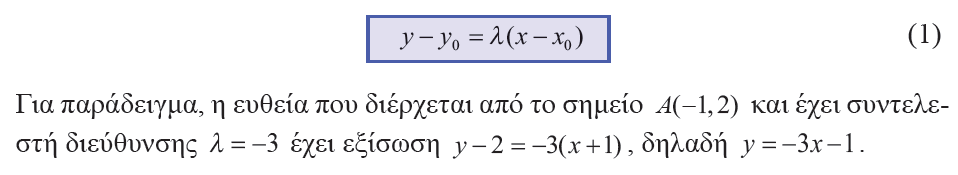 y − y₀ = λ(x − x₀) (1)
Για παράδειγμα, η ευθεία που διέρχεται από το σημείο A(−1, 2) και έχει συντελε-
στή διεύθυνσης λ = −3 έχει εξίσωση y − 2 = −3(x + 1), δηλαδή y = −3x − 1.